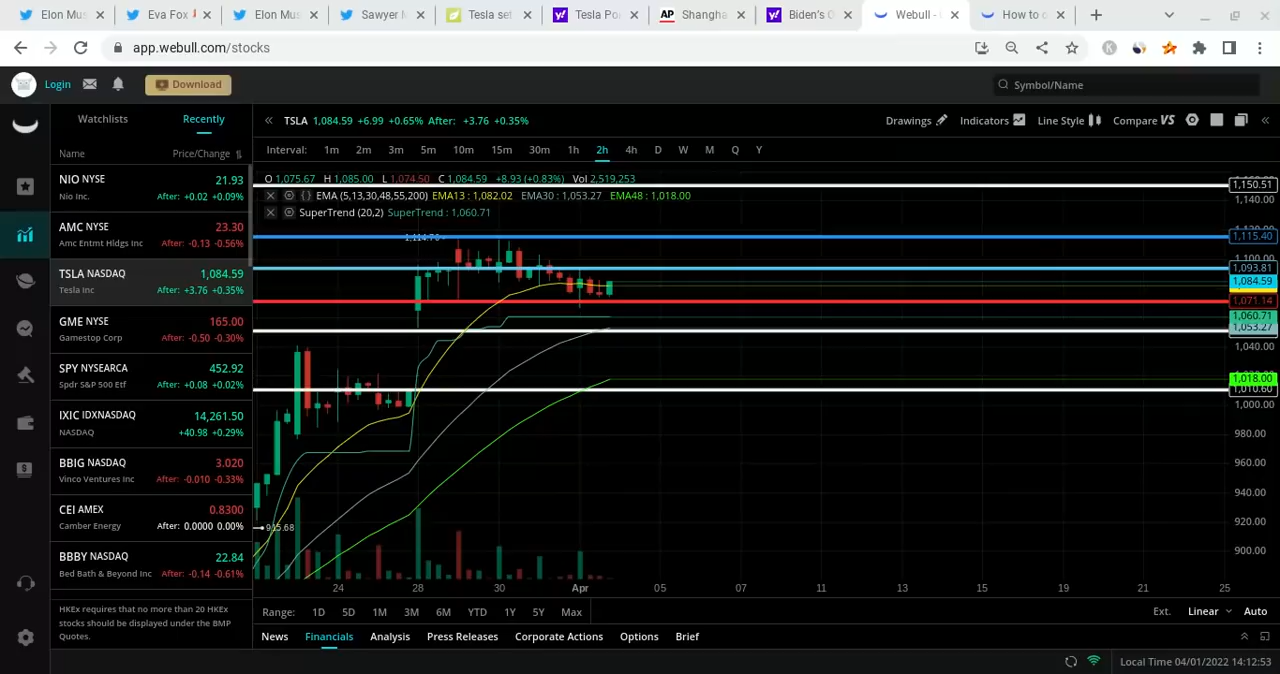 Elon Mus
Eva Fox
Elon Mus
Sawyer
Tesla set
Tesla Po
AP Shangha
Biden's
Webull -
How to
app.webull.com/stocks
Login
Download
Symbol/Name
Watchlists
Recently
Name
Price/Change
NIO NYSE 21.93
Nio Inc. After: +0.02 +0.09%
AMC NYSE 23.30
Amc Entmt Hldgs Inc After: -0.13 -0.56%
TSLA NASDAQ 1,084.59
Tesla Inc After: +3.76 +0.35%
GME NYSE 165.00
Gamestop Corp After: -0.50 -0.30%
SPY NYSEARCA 452.92
Spdr S&P 500 Etf After: +0.08 +0.02%
IXIC IDXNASDAQ 14,261.50
NASDAQ +40.98 +0.29%
BBIG NASDAQ 3.020
Vinco Ventures Inc After: -0.010 -0.33%
CEI AMEX 0.8300
Camber Energy After: 0.0000 0.00%
BBBY NASDAQ 22.84
Bed Bath & Beyond Inc After: -0.14 -0.61%
HKEx requires that no more than 20 HKEx
stocks should be displayed under the BMP
Quotes.
TSLA 1,084.59 +6.99 +0.65% After: +3.76 +0.35%
Drawings
Indicators
Line Style
Compare VS
Interval: 1m 2m 3m 5m 10m 15m 30m 1h 2h 4h D W M Q Y
O 1,075.67 H 1,085.00 L 1,074.50 C 1,084.59 +8.93 (+0.83%) Vol 2,519,253
EMA (5,13,30,48,55,200) EMA13 : 1,082.02 EMA30 : 1,053.27 EMA48 : 1,018.00
SuperTrend (20,2) SuperTrend : 1,060.71
915.68
1,150.51
1,140.00
1,115.40
1,100.00
1,093.81
1,084.59
1,071.14
1,060.71
1,053.27
1,040.00
1,018.00
1,010.60
1,000.00
980.00
960.00
940.00
920.00
900.00
24 28 30 Apr 05 07 11 13 15 19 21 25
Range: 1D 5D 1M 3M 6M YTD 1Y 5Y Max
Ext. Linear Auto
News Financials Analysis Press Releases Corporate Actions Options Brief
Local Time 04/01/2022 14:12:53